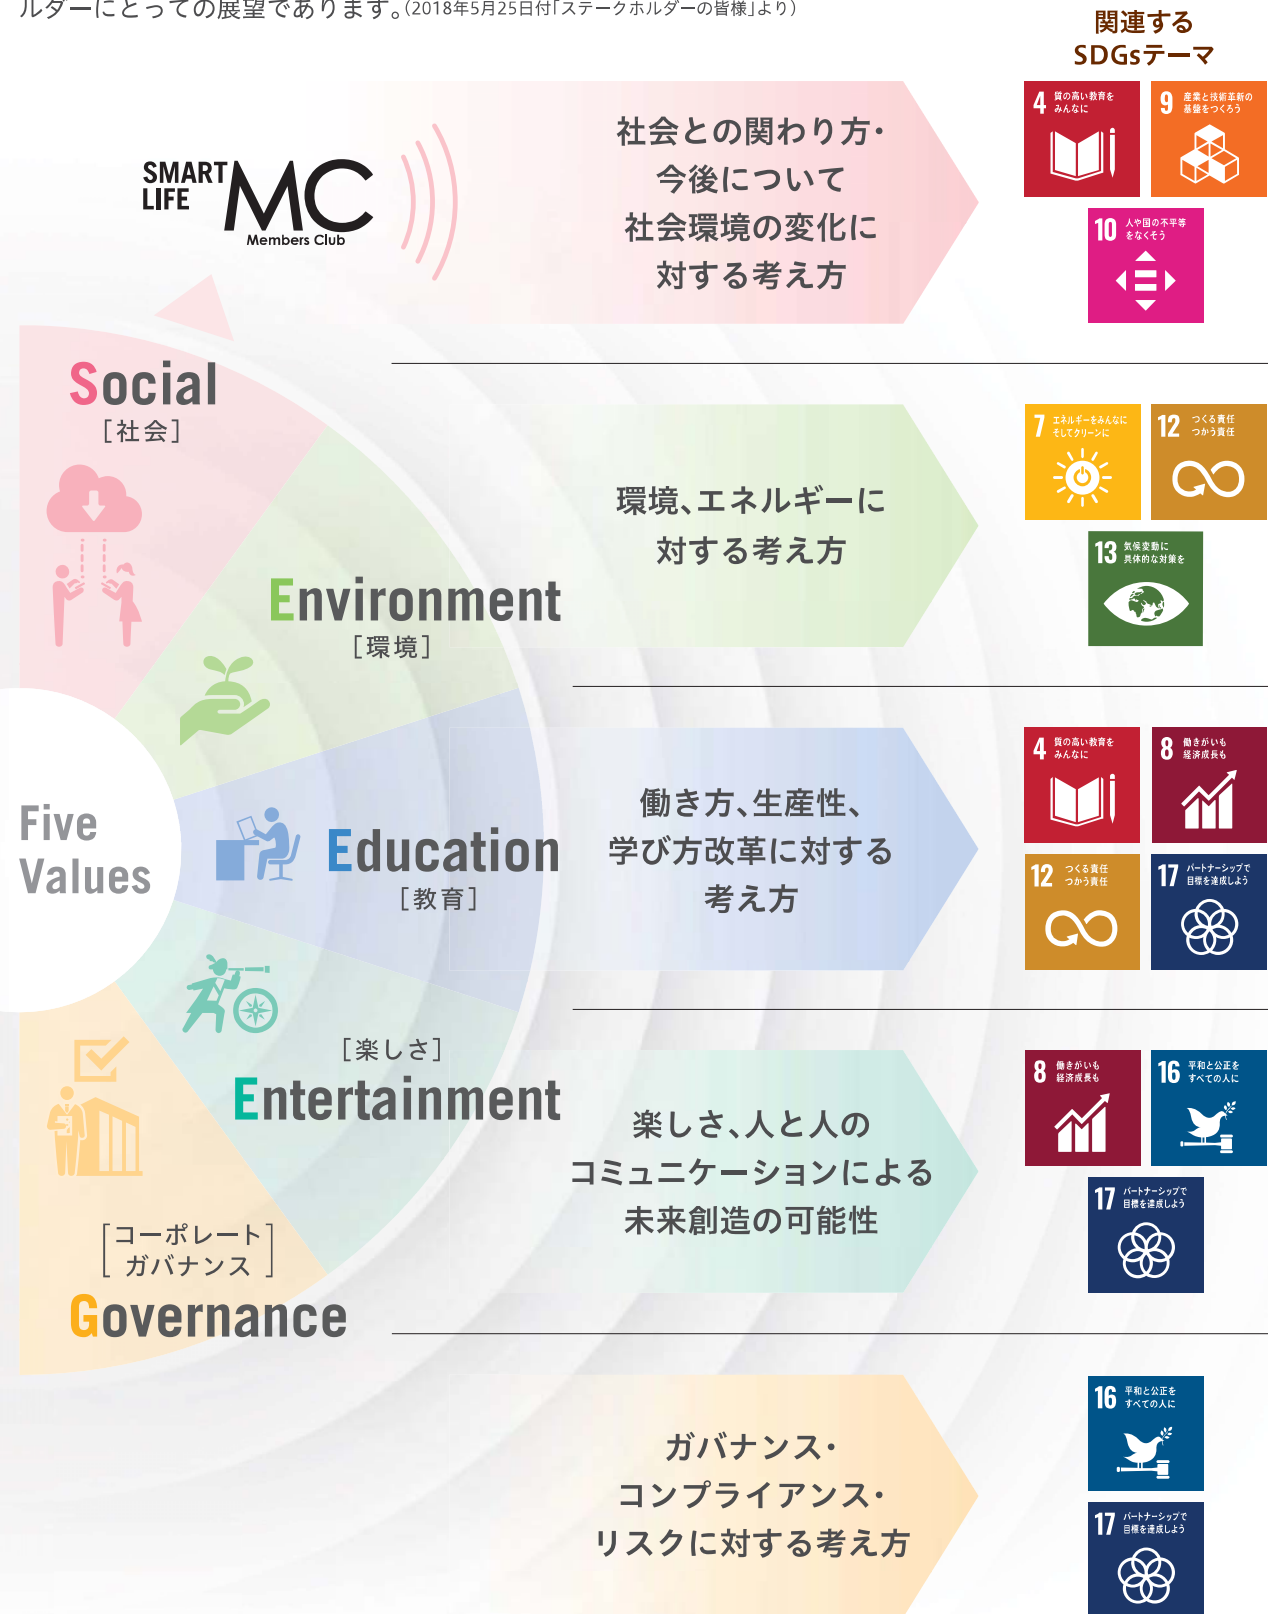 ルダーにとっての展望であります。(2018年5月25日付「ステークホルダーの皆様」より)
関連する
SDGsテーマ
SMART
LIFE
MC
Members Club
社会との関わり方・
今後について
社会環境の変化に
対する考え方
4 質の高い教育を
みんなに
9 産業と技術革新の
基盤をつくろう
10 人や国の不平等
をなくそう
Social
[社会]
環境、エネルギーに
対する考え方
7 エネルギーをみんなに
そしてクリーンに
12 つくる責任
つかう責任
13 気候変動に
具体的な対策を
Environment
[環境]
Five
Values
Education
[教育]
働き方、生産性、
学び方改革に対する
考え方
4 質の高い教育を
みんなに
8 働きがいも
経済成長も
12 つくる責任
つかう責任
17 パートナーシップで
目標を達成しよう
[楽しさ]
Entertainment
楽しさ、人と人の
コミュニケーションによる
未来創造の可能性
8 働きがいも
経済成長も
16 平和と公正を
すべての人に
17 パートナーシップで
目標を達成しよう
[コーポレート
ガバナンス]
Governance
ガバナンス・
コンプライアンス・
リスクに対する考え方
16 平和と公正を
すべての人に
17 パートナーシップで
目標を達成しよう